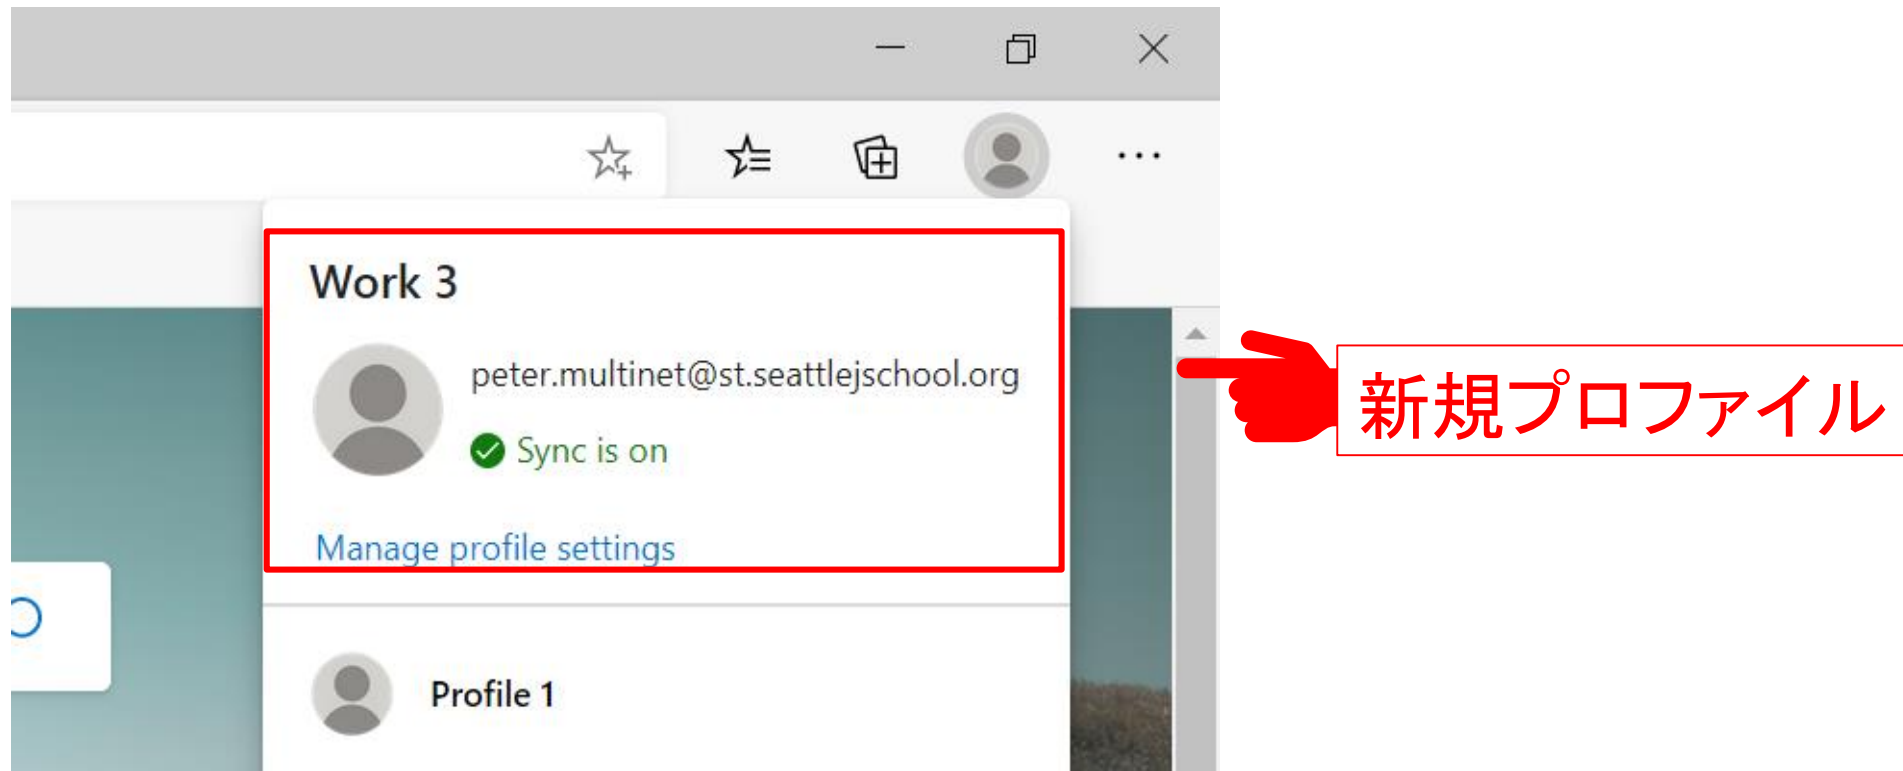 Work 3
peter.multinet@st.seattlejschool.org
Sync is on
Manage profile settings
Profile 1
新規プロファイル